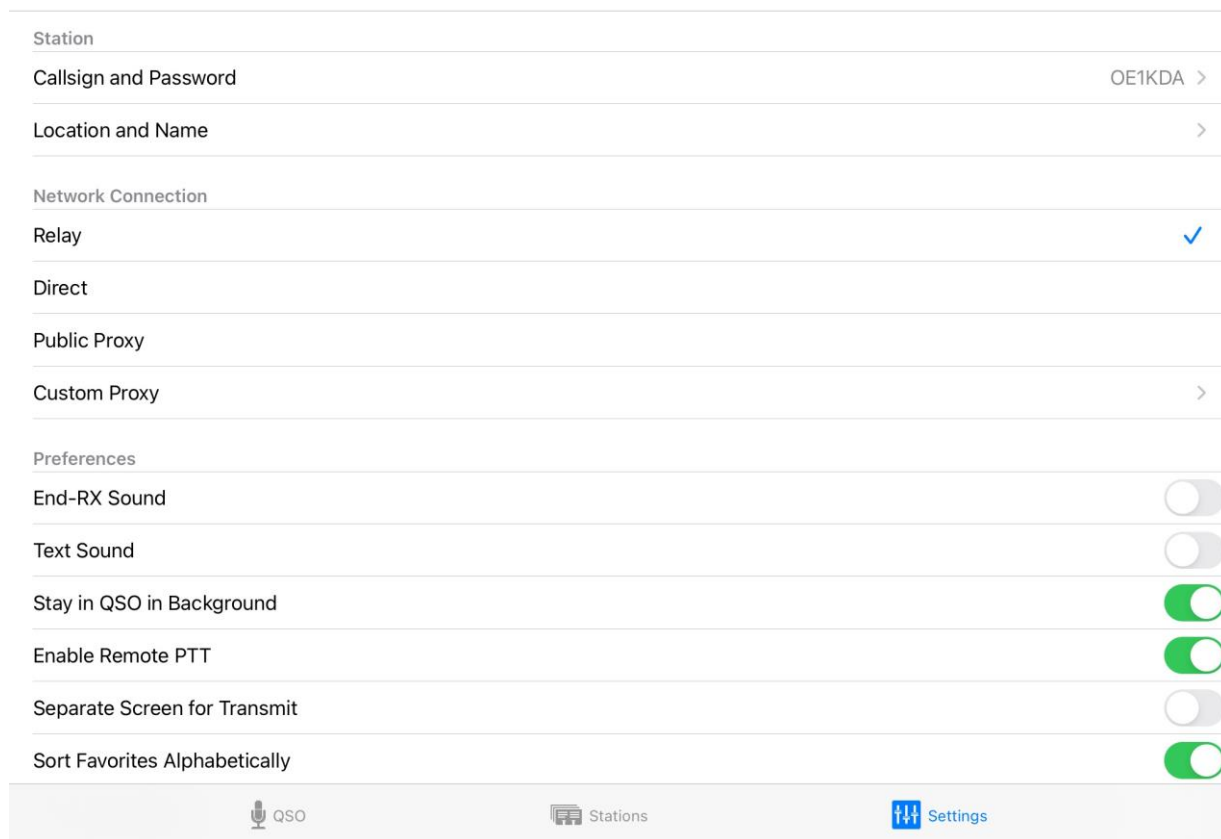 Station
Callsign and Password OE1KDA
Location and Name
Network Connection
Relay
Direct
Public Proxy
Custom Proxy
Preferences
End-RX Sound
Text Sound
Stay in QSO in Background
Enable Remote PTT
Separate Screen for Transmit
Sort Favorites Alphabetically
QSO Stations Settings